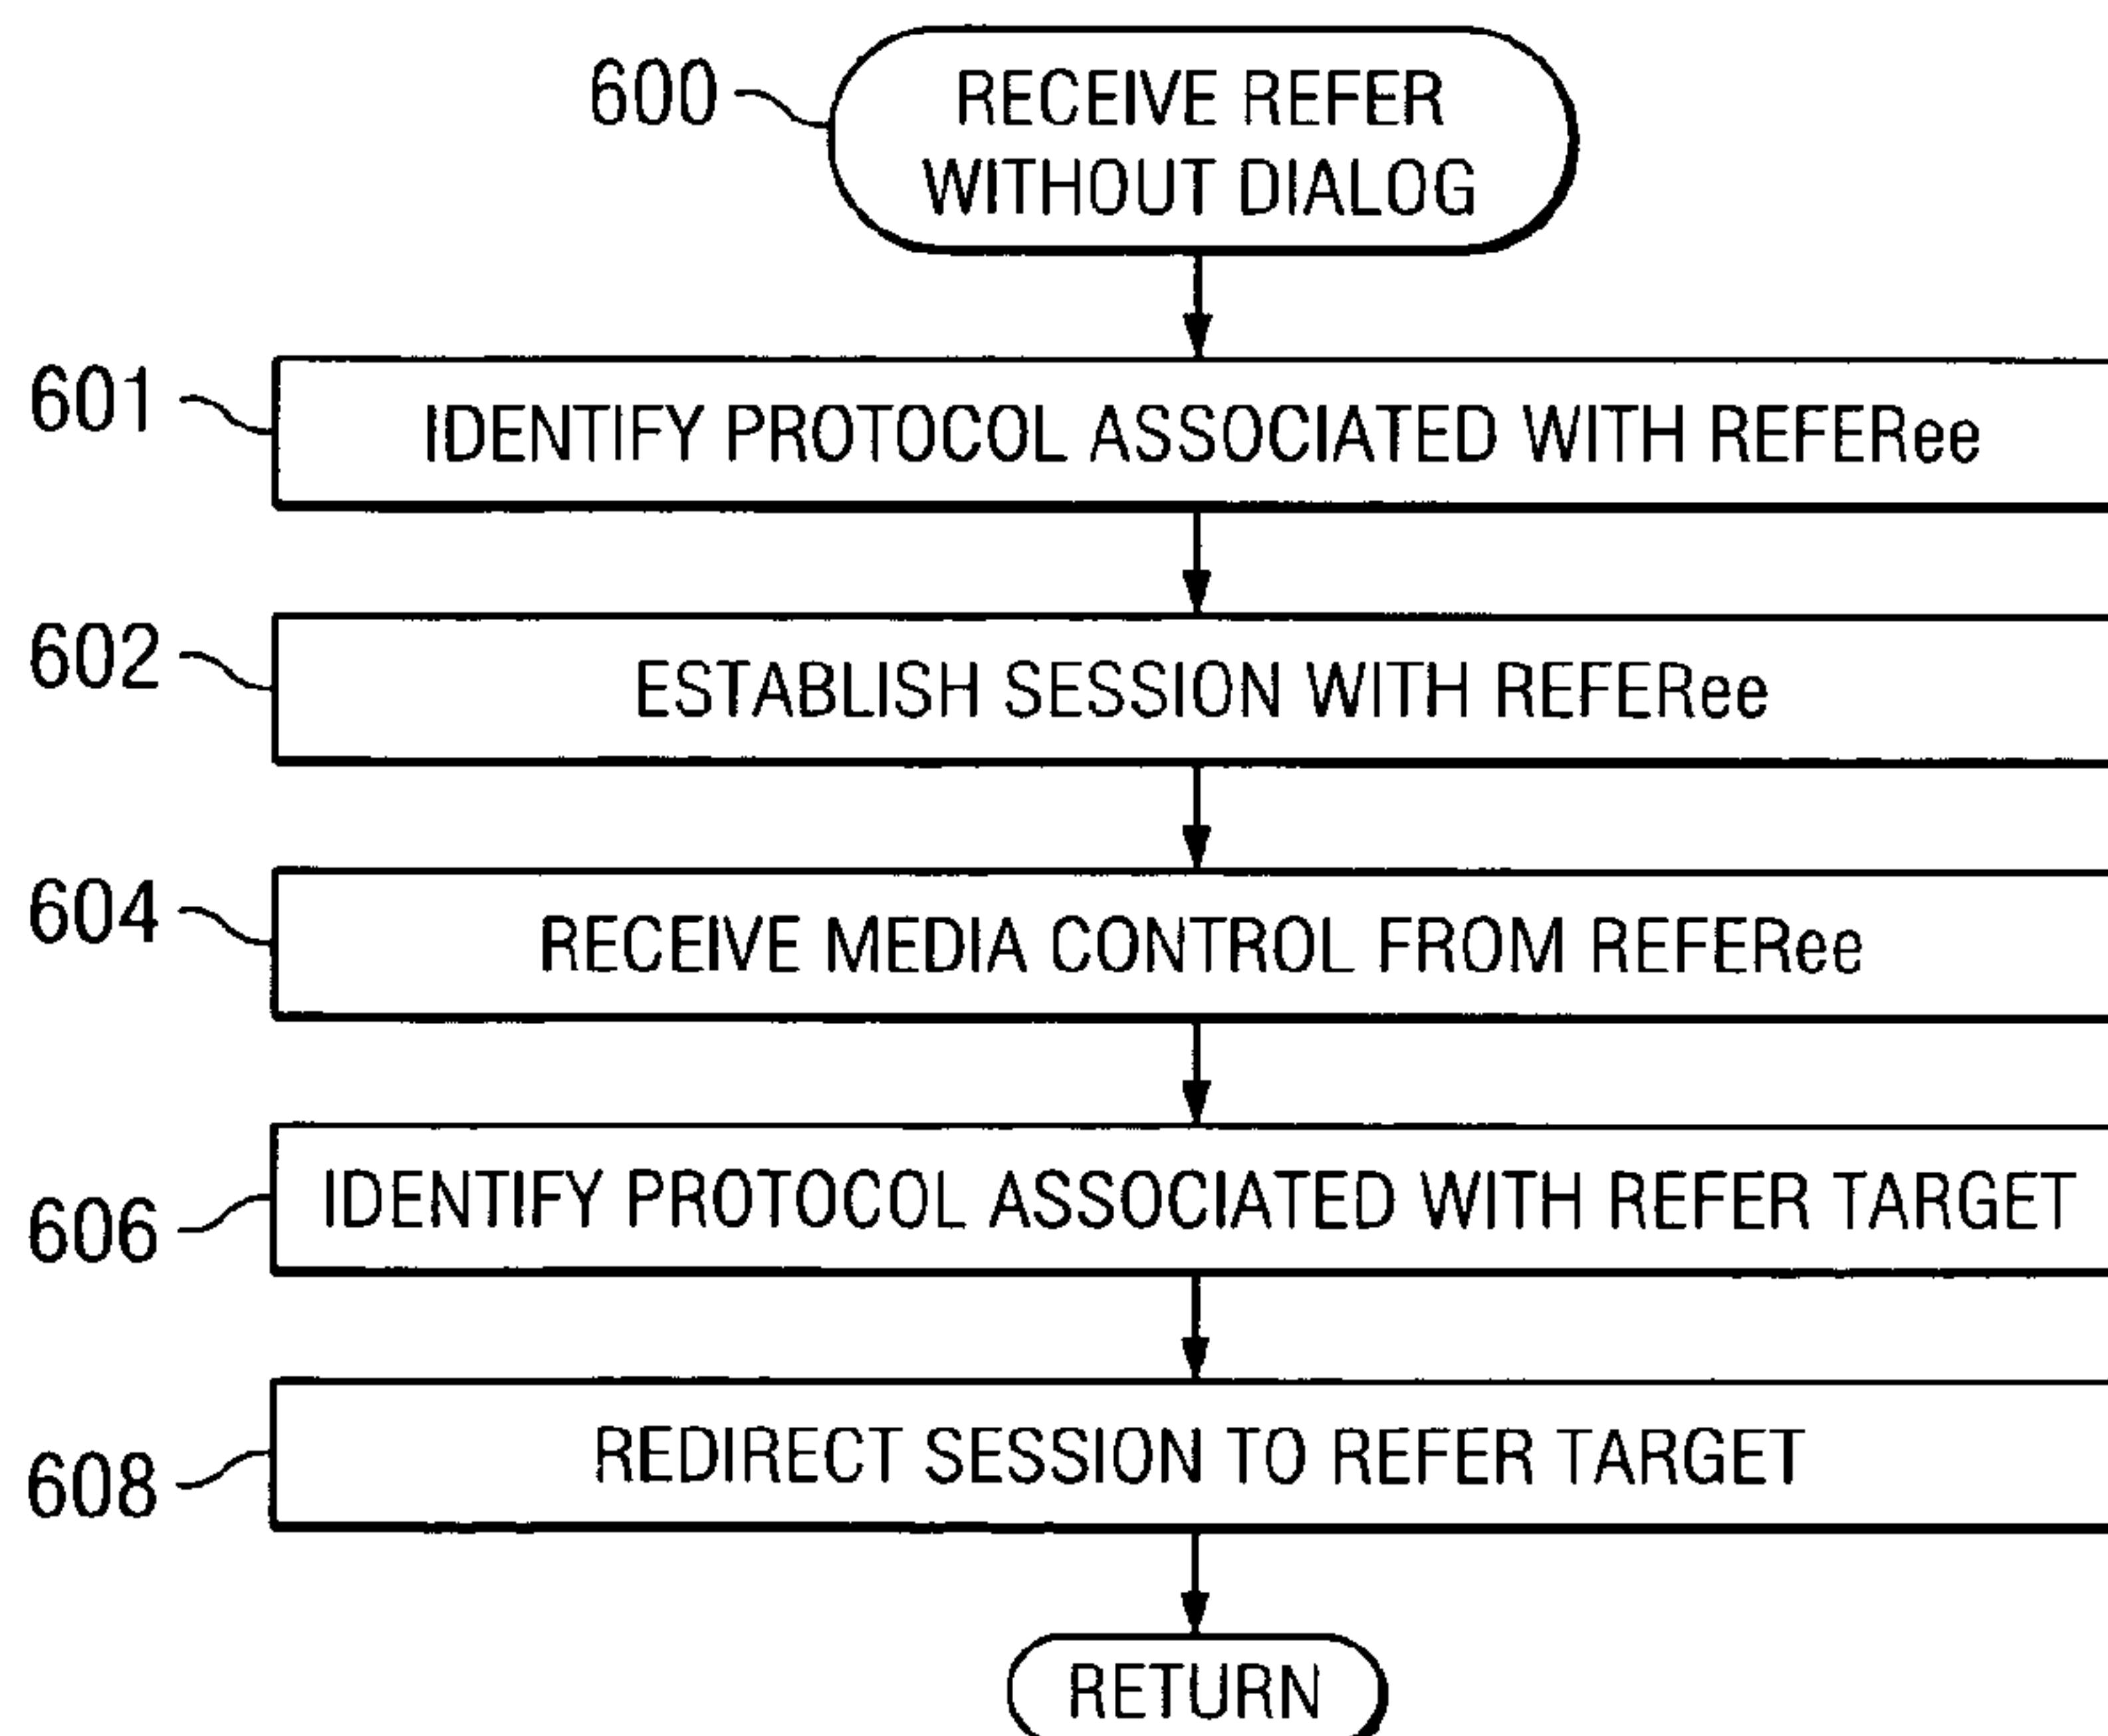 600
RECEIVE REFER
WITHOUT DIALOG
601
IDENTIFY PROTOCOL ASSOCIATED WITH REFERee
602
ESTABLISH SESSION WITH REFERee
604
RECEIVE MEDIA CONTROL FROM REFERee
606
IDENTIFY PROTOCOL ASSOCIATED WITH REFER TARGET
608
REDIRECT SESSION TO REFER TARGET
RETURN